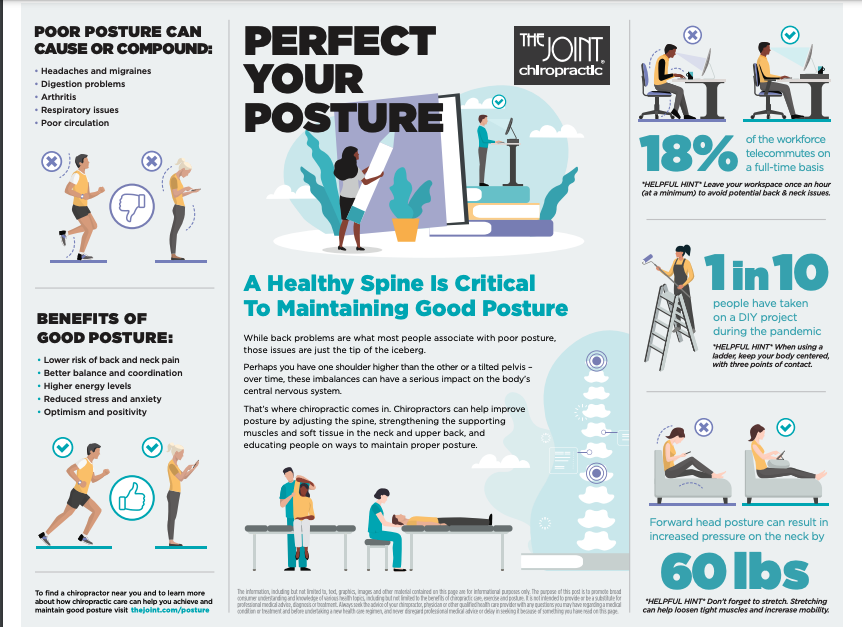 POOR POSTURE CAN
CAUSE OR COMPOUND:
• Headaches and migraines
• Digestion problems
• Arthritis
• Respiratory issues
• Poor circulation
BENEFITS OF
GOOD POSTURE:
• Lower risk of back and neck pain
• Better balance and coordination
• Higher energy levels
• Reduced stress and anxiety
• Optimism and positivity
To find a chiropractor near you and to learn more
about how chiropractic care can help you achieve and
maintain good posture visit thejoint.com/posture
PERFECT
YOUR
POSTURE
THE JOINT®
chiropractic
A Healthy Spine Is Critical
To Maintaining Good Posture
While back problems are what most people associate with poor posture,
those issues are just the tip of the iceberg.
Perhaps you have one shoulder higher than the other or a tilted pelvis –
over time, these imbalances can have a serious impact on the body's
central nervous system.
That's where chiropractic comes in. Chiropractors can help improve
posture by adjusting the spine, strengthening the supporting
muscles and soft tissue in the neck and upper back, and
educating people on ways to maintain proper posture.
The information, including but not limited to, text, graphics, images and other material contained on this page are for informational purposes only. The purpose of this post is to promote broad
consumer understanding and knowledge of various health topics, including but not limited to the benefits of chiropractic care, exercise and posture. It is not intended to provide or be a substitute for
professional medical advice, diagnosis or treatment. Always seek the advice of your chiropractor, physician or other qualified health care provider with any questions you may have regarding a medical
condition or treatment and before undertaking a new health care regimen, and never disregard professional medical advice or delay in seeking it because of something you have read on this page.
18%
of the workforce
telecommutes on
a full-time basis
*HELPFUL HINT* Leave your workspace once an hour
(at a minimum) to avoid potential back & neck issues.
1 in 10
people have taken
on a DIY project
during the pandemic
*HELPFUL HINT* When using a
ladder, keep your body centered,
with three points of contact.
Forward head posture can result in
increased pressure on the neck by
60 lbs
*HELPFUL HINT* Don't forget to stretch. Stretching
can help loosen tight muscles and increase mobility.